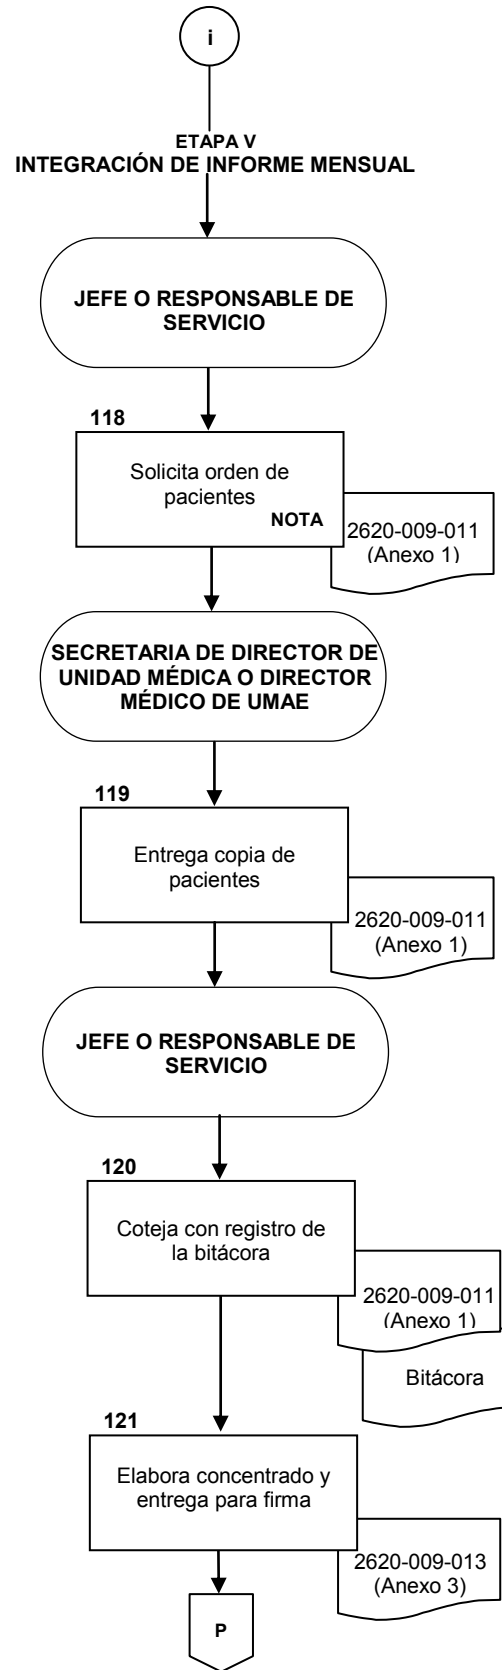 i
ETAPA V
INTEGRACIÓN DE INFORME MENSUAL
JEFE O RESPONSABLE DE
SERVICIO
118
Solicita orden de
pacientes
NOTA
2620-009-011
(Anexo 1)
SECRETARIA DE DIRECTOR DE
UNIDAD MÉDICA O DIRECTOR
MÉDICO DE UMAE
119
Entrega copia de
pacientes
2620-009-011
(Anexo 1)
JEFE O RESPONSABLE DE
SERVICIO
120
Coteja con registro de
la bitácora
2620-009-011
(Anexo 1)
Bitácora
121
Elabora concentrado y
entrega para firma
2620-009-013
(Anexo 3)
P